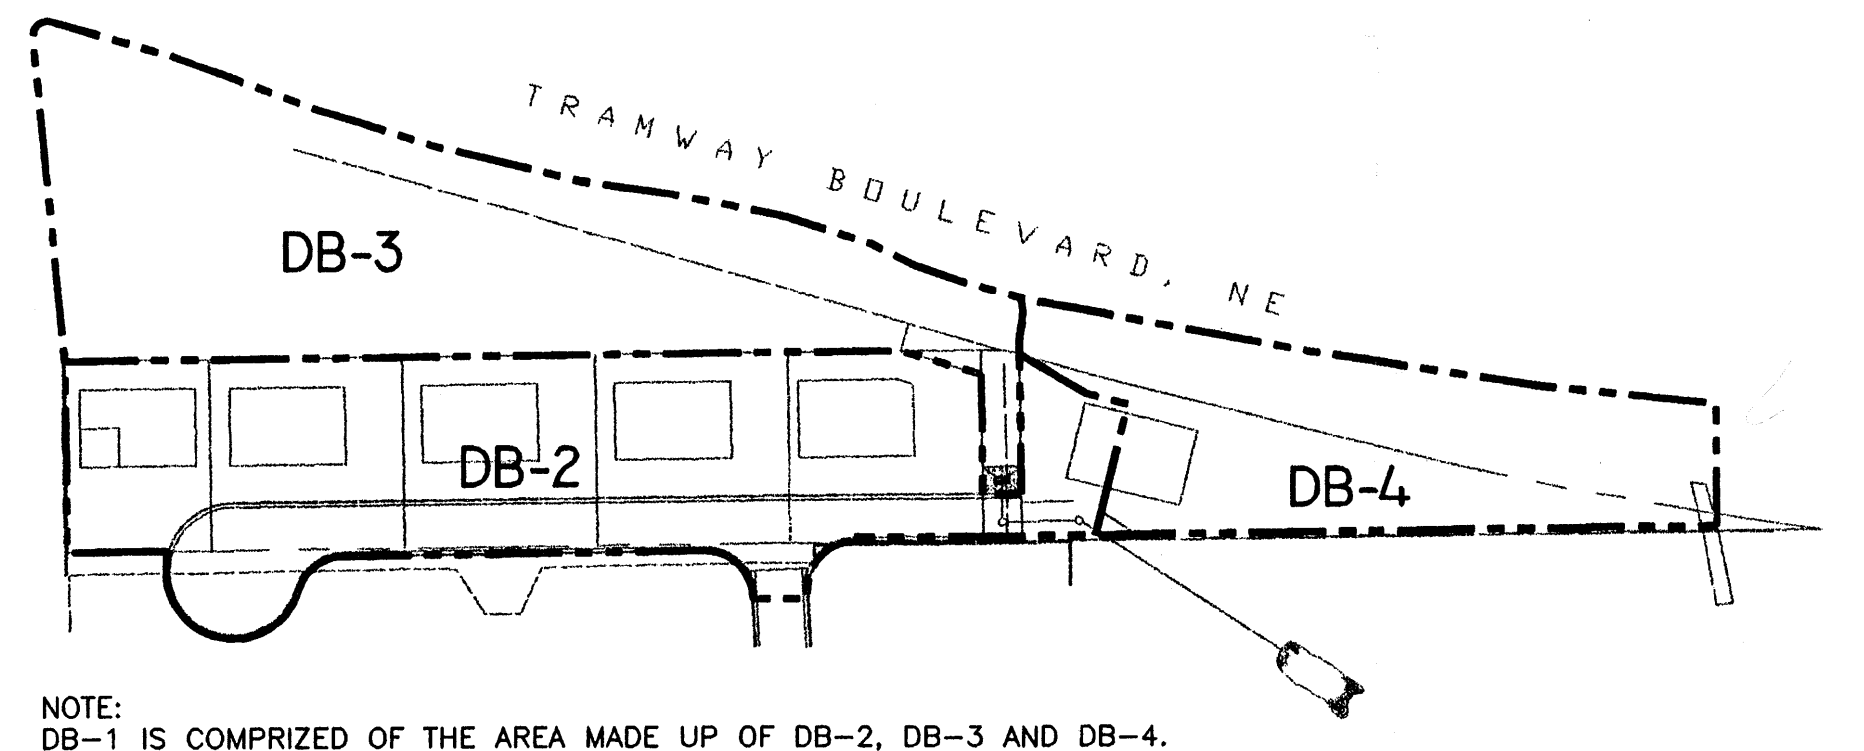 TRAMWAY BOULEVARD, NE
DB-3
DB-2
DB-4
NOTE:
DB-1 IS COMPRIZED OF THE AREA MADE UP OF DB-2, DB-3 AND DB-4.